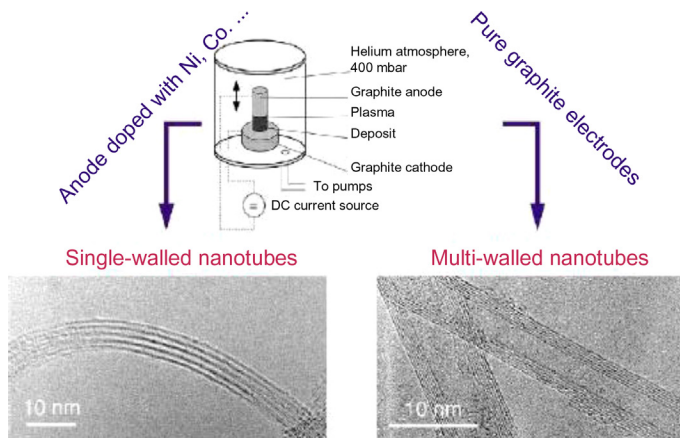 Anode doped with Ni, Co. ...
Pure graphite electrodes
Helium atmosphere,
400 mbar
Graphite anode
Plasma
Deposit
Graphite cathode
To pumps
=
DC current source
Single-walled nanotubes
Multi-walled nanotubes
10 nm
10 nm